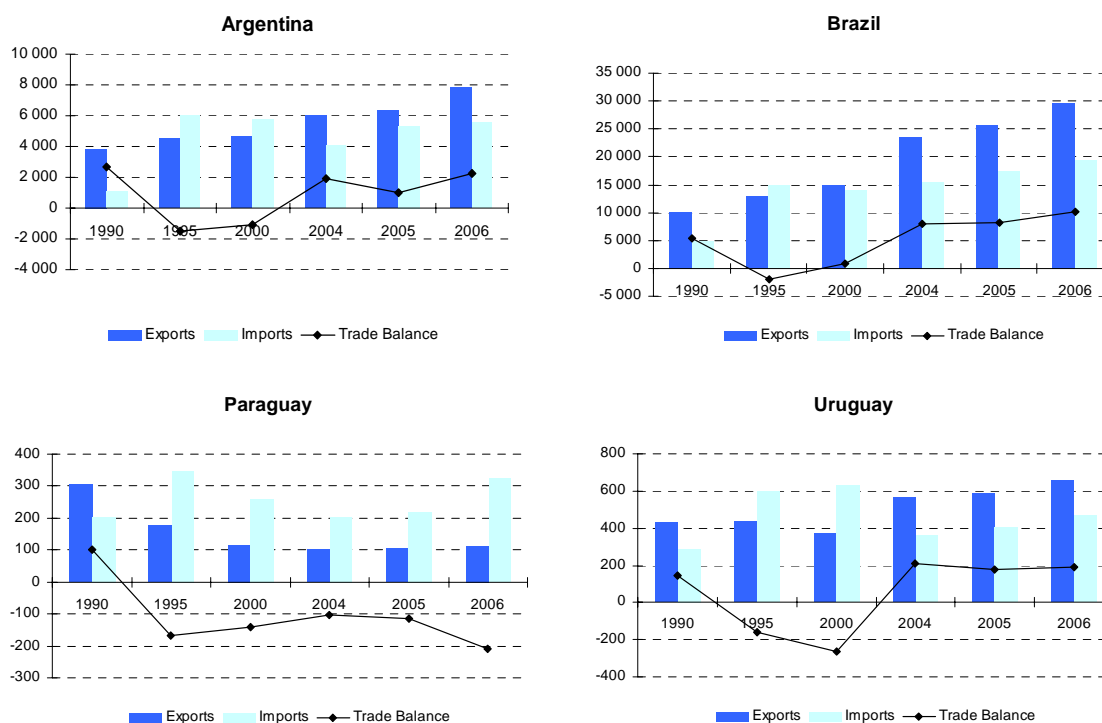 Argentina
10 000
8 000
6 000
4 000
2 000
0
-2 000
-4 000
1990 1995 2000 2004 2005 2006
Exports Imports Trade Balance
Brazil
35 000
30 000
25 000
20 000
15 000
10 000
5 000
0
-5 000
1990 1995 2000 2004 2005 2006
Exports Imports Trade Balance
Paraguay
400
300
200
100
0
-100
-200
-300
1990 1995 2000 2004 2005 2006
Exports Imports Trade Balance
Uruguay
800
600
400
200
0
-200
-400
1990 1995 2000 2004 2005 2006
Exports Imports Trade Balance